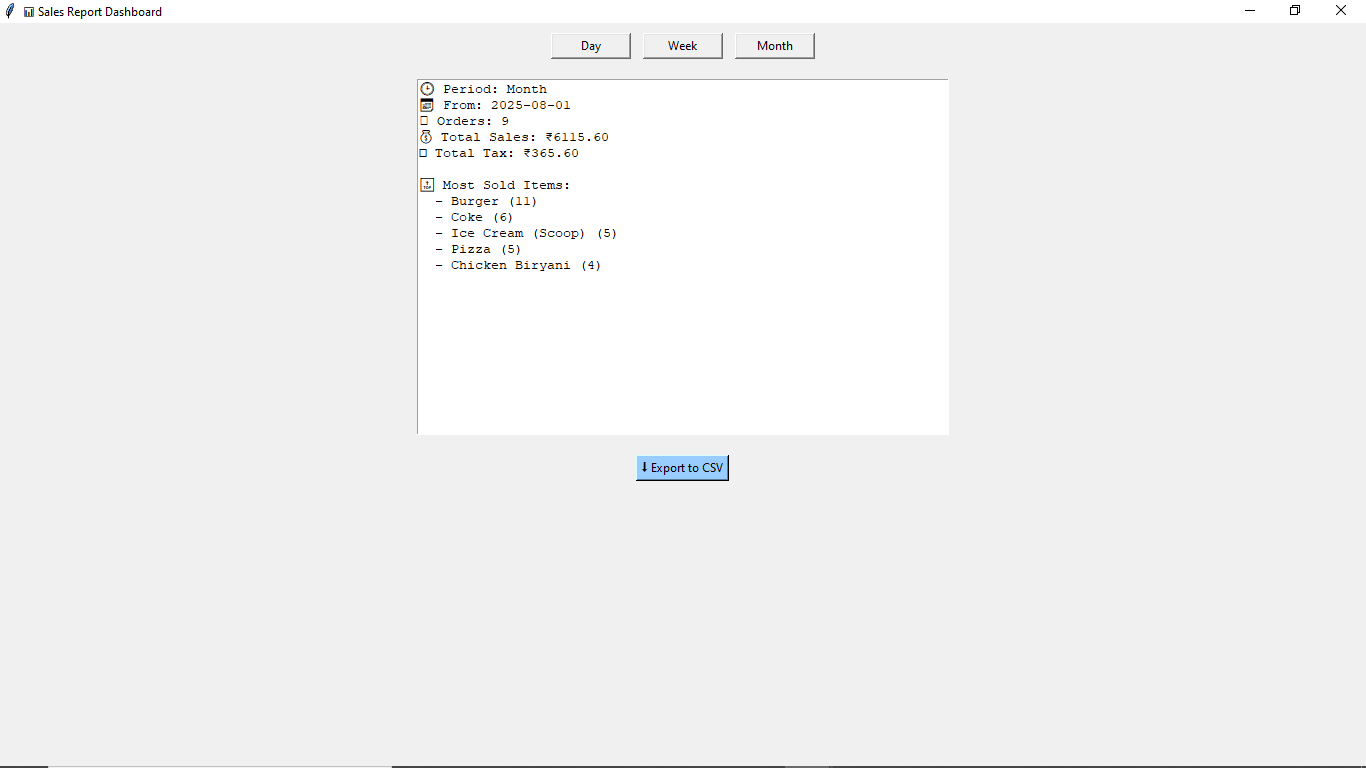 Sales Report Dashboard
Day Week Month
🕒 Period: Month
📅 From: 2025-08-01
□ Orders: 9
💰 Total Sales: ₹6115.60
□ Total Tax: ₹365.60
🔝 Most Sold Items:
- Burger (11)
- Coke (6)
- Ice Cream (Scoop) (5)
- Pizza (5)
- Chicken Biryani (4)
⬇ Export to CSV